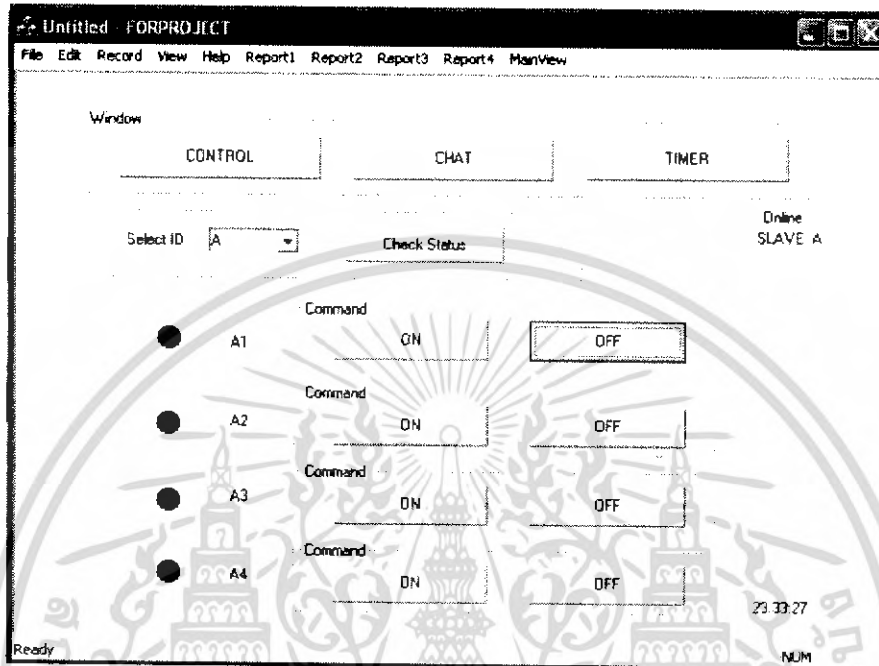 Untitled - FORPROJECT
File Edit Record View Help Report1 Report2 Report3 Report4 MainView
Window
CONTROL CHAT TIMER
Online
Select ID A Check Status SLAVE A
Command
A1 ON OFF
Command
A2 ON OFF
Command
A3 ON OFF
Command
A4 ON OFF
23:33:27
Ready NUM